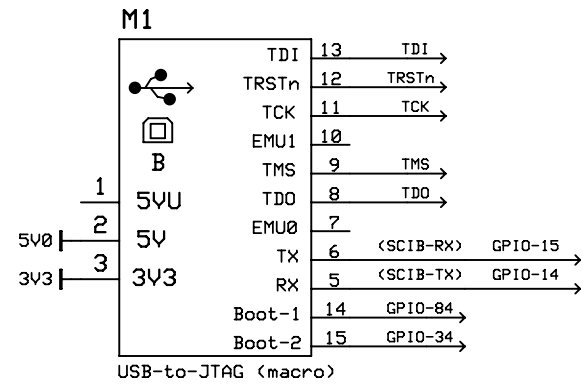 M1
TDI 13 TDI
TRSTn 12 TRSTn
TCK 11 TCK
EMU1 10
B
TMS 9 TMS
1 5VU
TDO 8 TDO
2 5V0 5V
EMU0 7
TX 6 (SCIB-RX) GPIO-15
3 3V3 3V3
RX 5 (SCIB-TX) GPIO-14
Boot-1 14 GPIO-84
Boot-2 15 GPIO-34
USB-to-JTAG (macro)